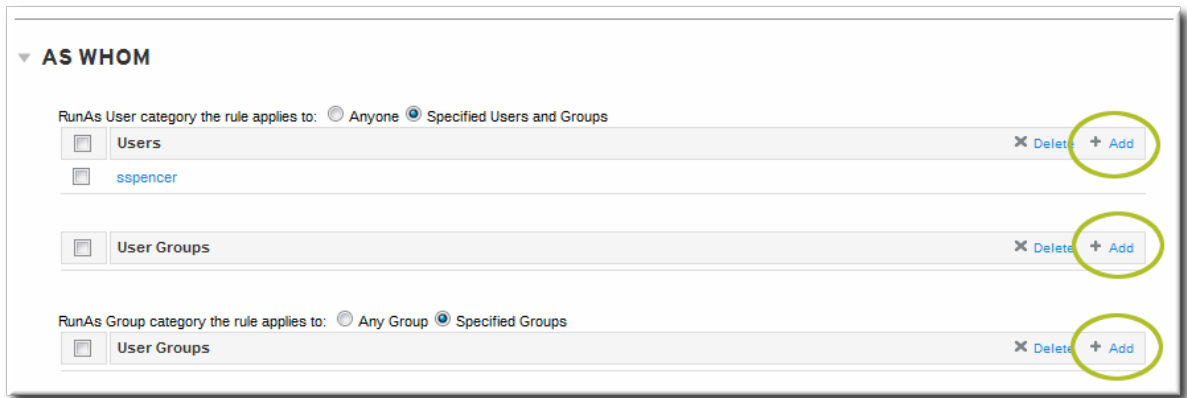 AS WHOM
RunAs User category the rule applies to: Anyone Specified Users and Groups
Users Delete + Add
sspencer
User Groups Delete + Add
RunAs Group category the rule applies to: Any Group Specified Groups
User Groups Delete + Add